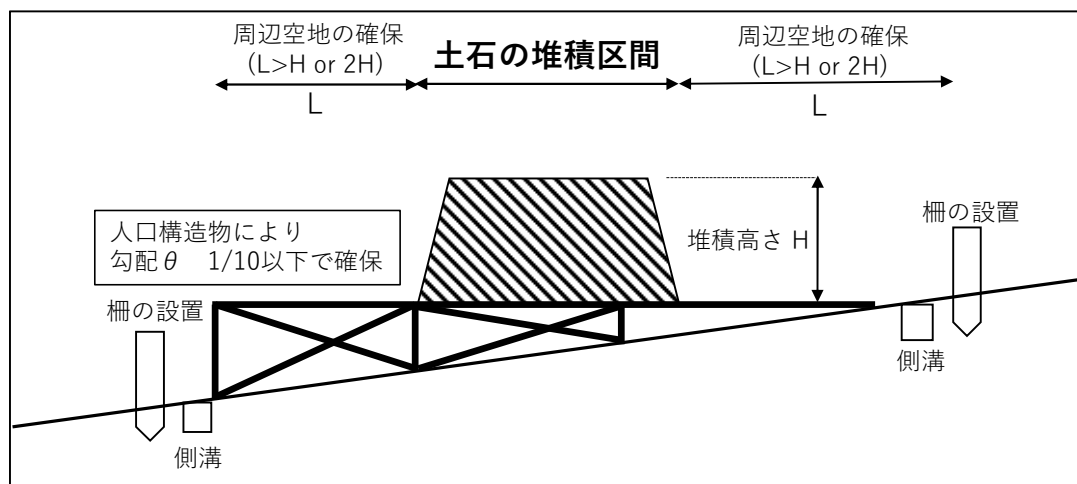 周辺空地の確保
(L>H or 2H)
L
土石の堆積区間
周辺空地の確保
(L>H or 2H)
L
人口構造物により
勾配θ 1/10以下で確保
堆積高さ H
柵の設置
柵の設置
側溝
側溝